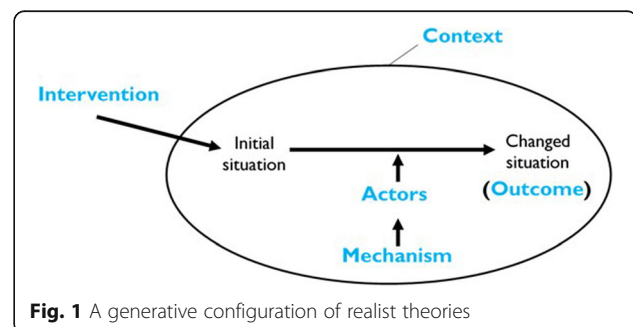 Context
Intervention
Initial
situation
Changed
situation
(Outcome)
Actors
Mechanism
Fig. 1 A generative configuration of realist theories